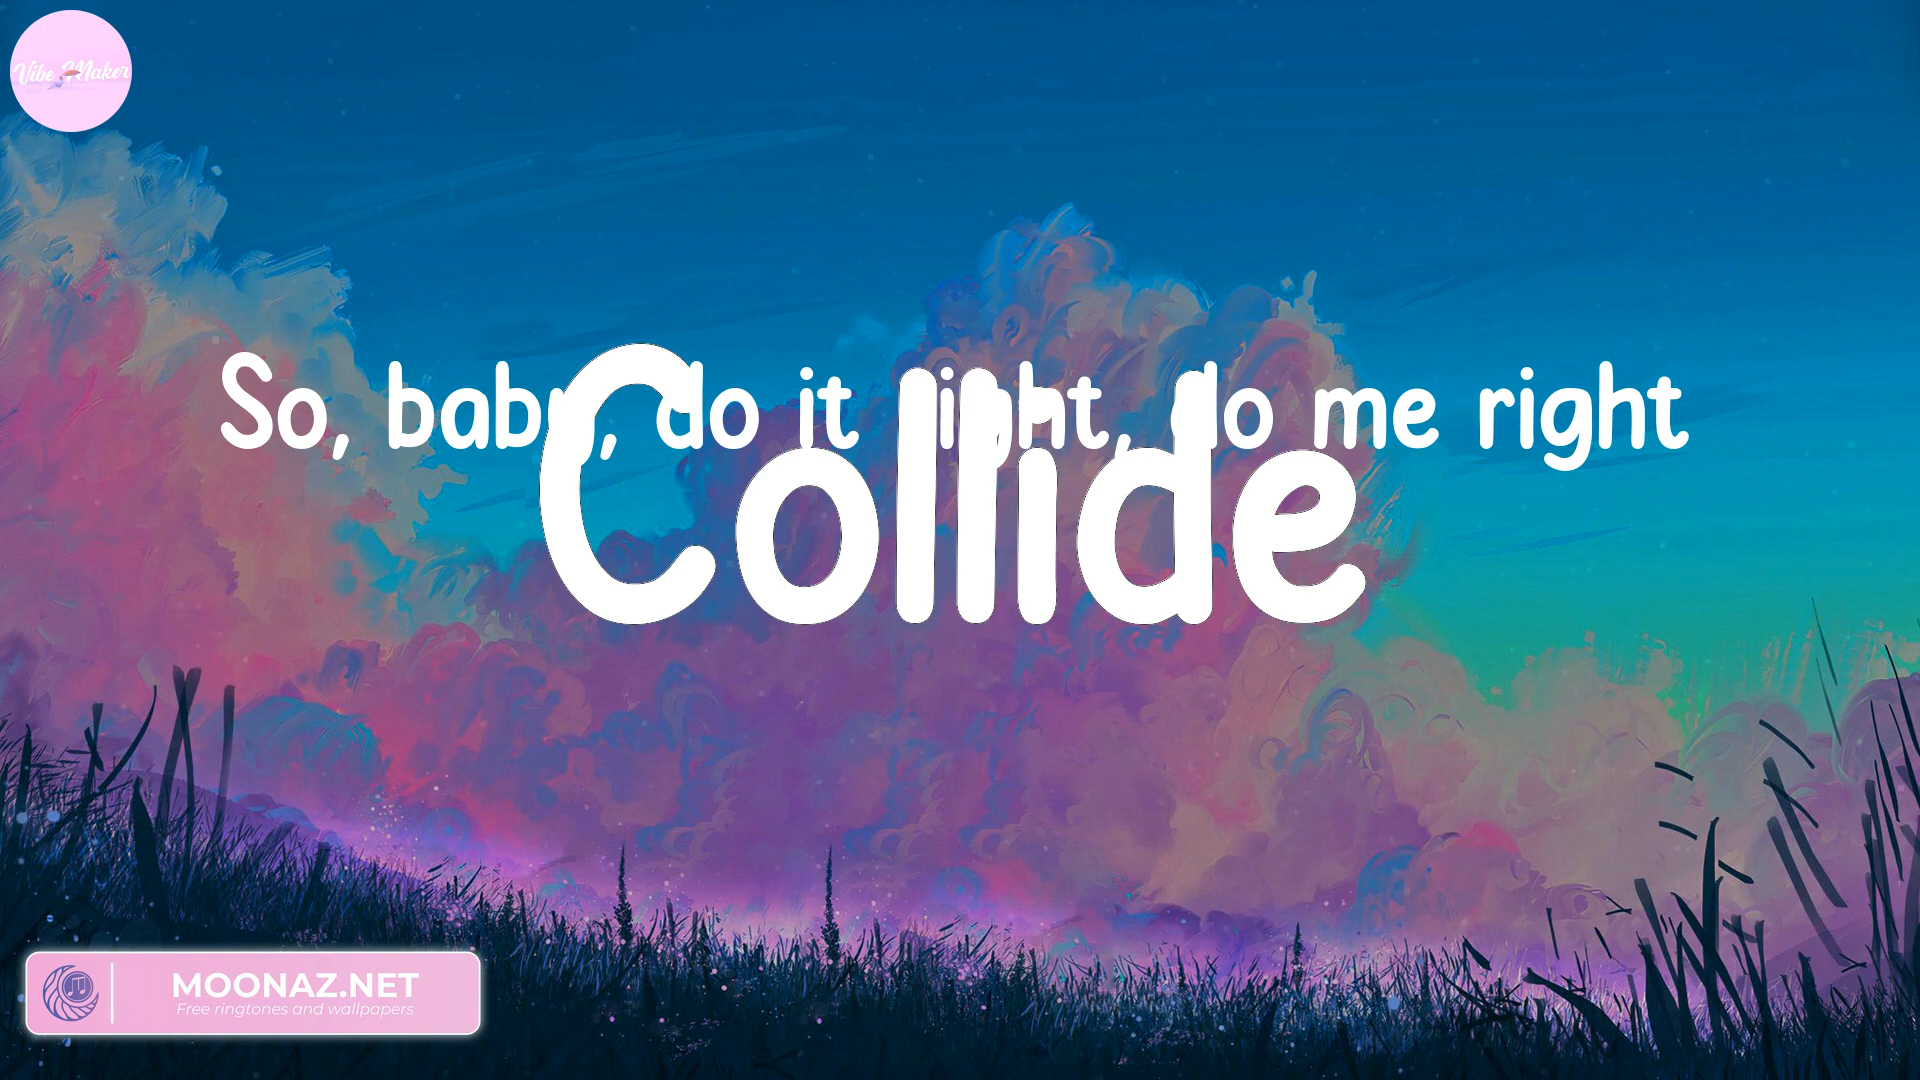 Vibe Maker
So, baby, do it right, do me right
Collide
MOONAZ.NET
Free ringtones and wallpapers